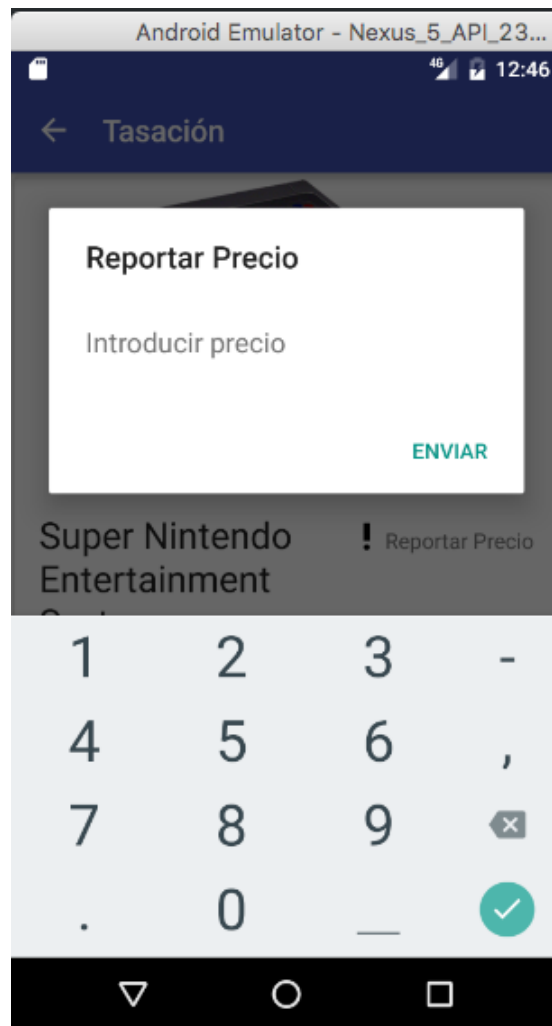 Android Emulator - Nexus_5_API_23...
4G 12:46
Tasación
Reportar Precio
Introducir precio
ENVIAR
Super Nintendo
Entertainment
! Reportar Precio
1 2 3 -
4 5 6 ,
7 8 9
. 0 _